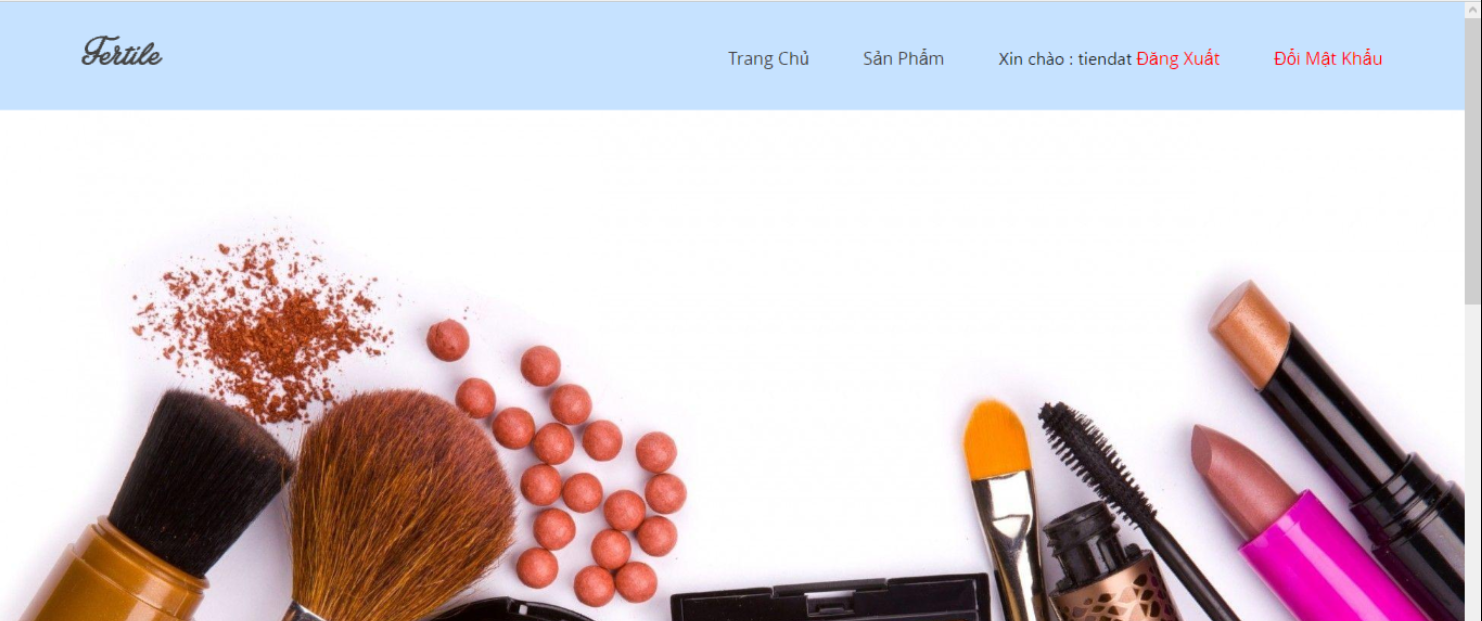 Fertile Trang Chủ Sản Phẩm Xin chào : tiendat Đăng Xuất Đổi Mật Khẩu